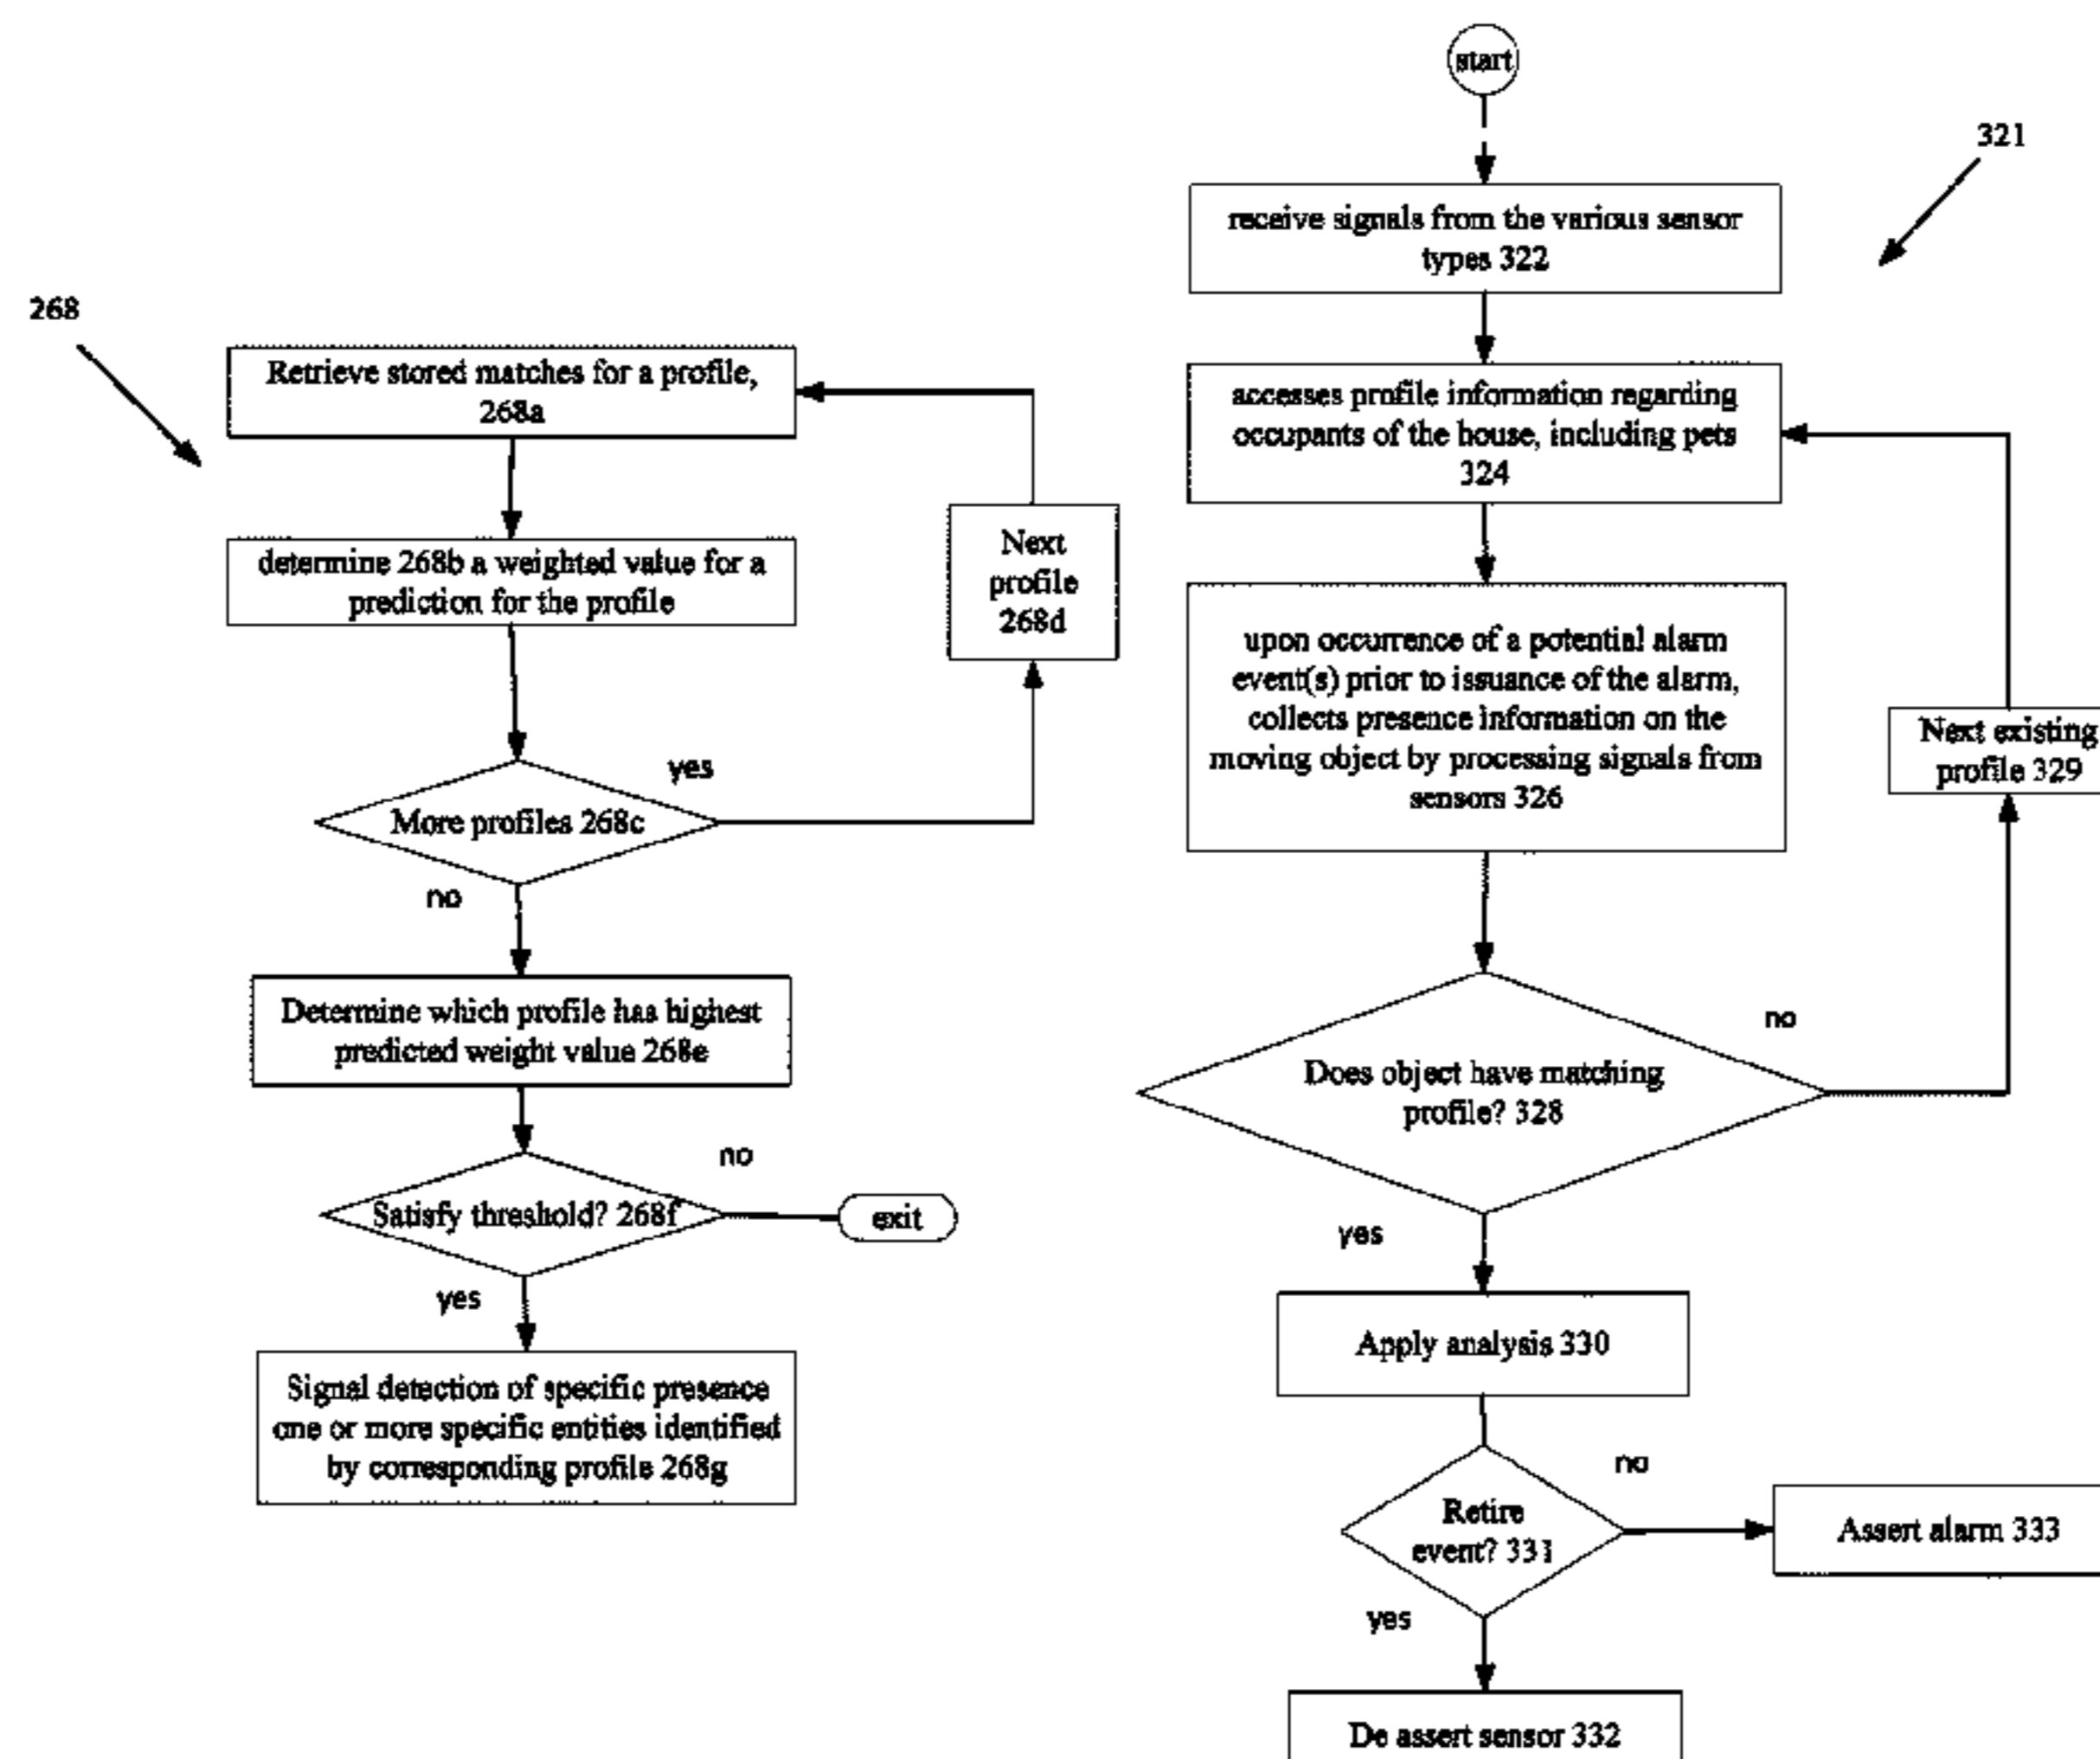 268
Retrieve stored matches for a profile,
268a
determine 268b a weighted value for a
prediction for the profile
Next
profile
268d
yes
More profiles 268c
no
Determine which profile has highest
predicted weight value 268e
no
Satisfy threshold? 268f
exit
yes
Signal detection of specific presence
one or more specific entities identified
by corresponding profile 268g
start
321
receive signals from the various sensor
types 322
accesses profile information regarding
occupants of the house, including pets
324
upon occurrence of a potential alarm
event(s) prior to issuance of the alarm,
collects presence information on the
moving object by processing signals from
sensors 326
Next existing
profile 329
no
Does object have matching
profile? 328
yes
Apply analysis 330
no
Retire
event? 331
Assert alarm 333
yes
De assert sensor 332